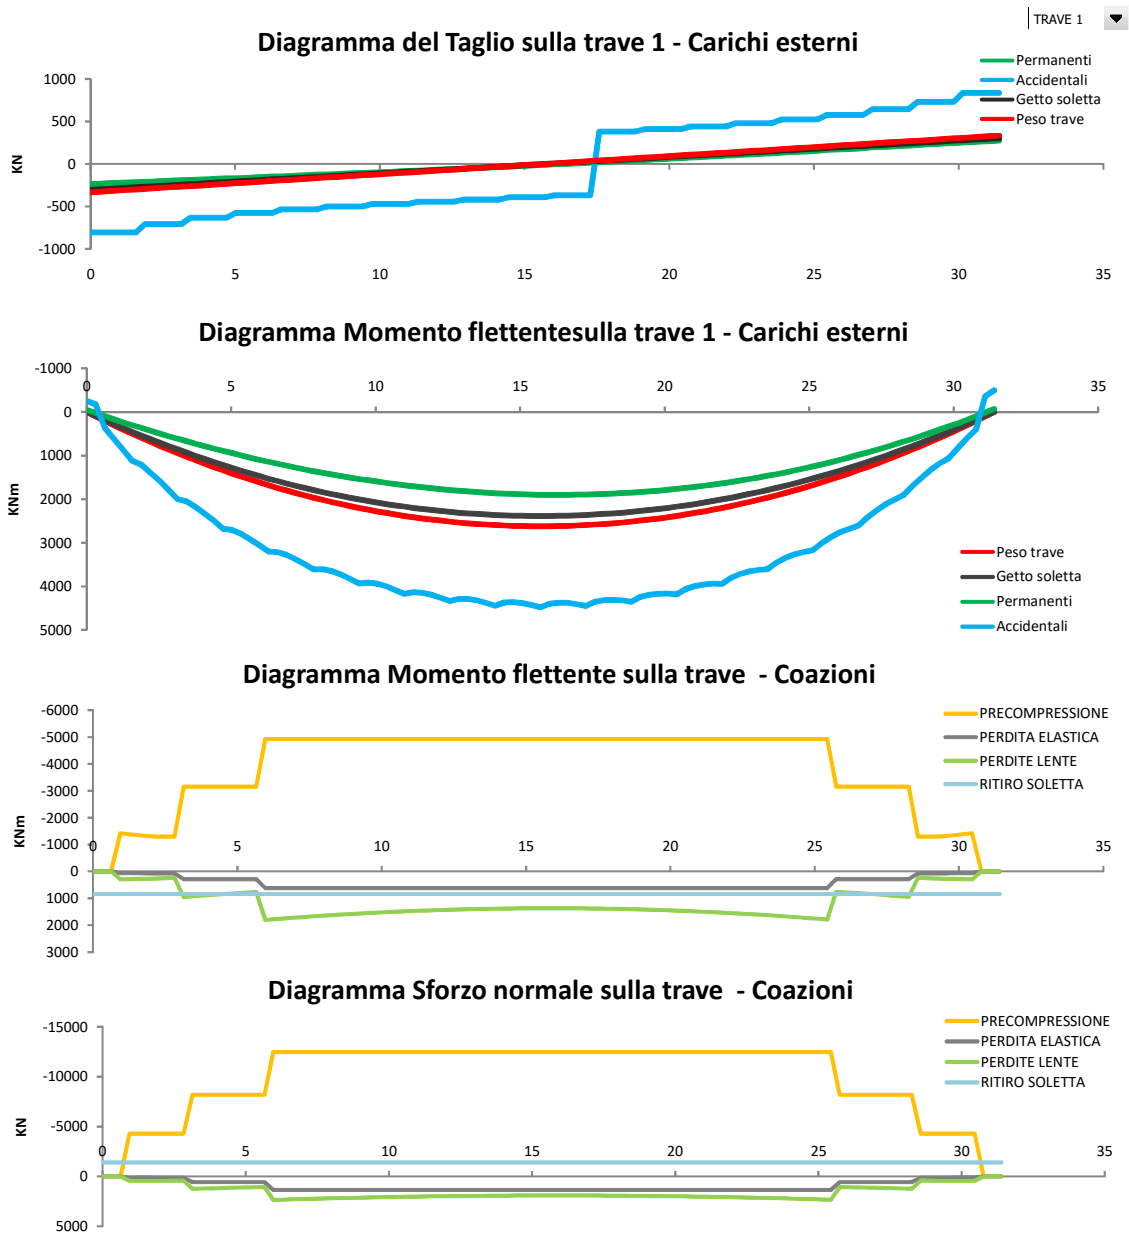 TRAVE 1
Diagramma del Taglio sulla trave 1 - Carichi esterni
Permanenti
Accidentali
Getto soletta
Peso trave
1000
500
0
-500
-1000
KN
0 5 10 15 20 25 30 35
Diagramma Momento flettentesulla trave 1 - Carichi esterni
-1000
0
1000
2000
3000
4000
5000
KNm
0 5 10 15 20 25 30 35
Peso trave
Getto soletta
Permanenti
Accidentali
Diagramma Momento flettente sulla trave - Coazioni
-6000
-5000
-4000
-3000
-2000
-1000
0
1000
2000
3000
KNm
0 5 10 15 20 25 30 35
PRECOMPRESSIONE
PERDITA ELASTICA
PERDITE LENTE
RITIRO SOLETTA
Diagramma Sforzo normale sulla trave - Coazioni
-15000
-10000
-5000
0
5000
KN
0 5 10 15 20 25 30 35
PRECOMPRESSIONE
PERDITA ELASTICA
PERDITE LENTE
RITIRO SOLETTA